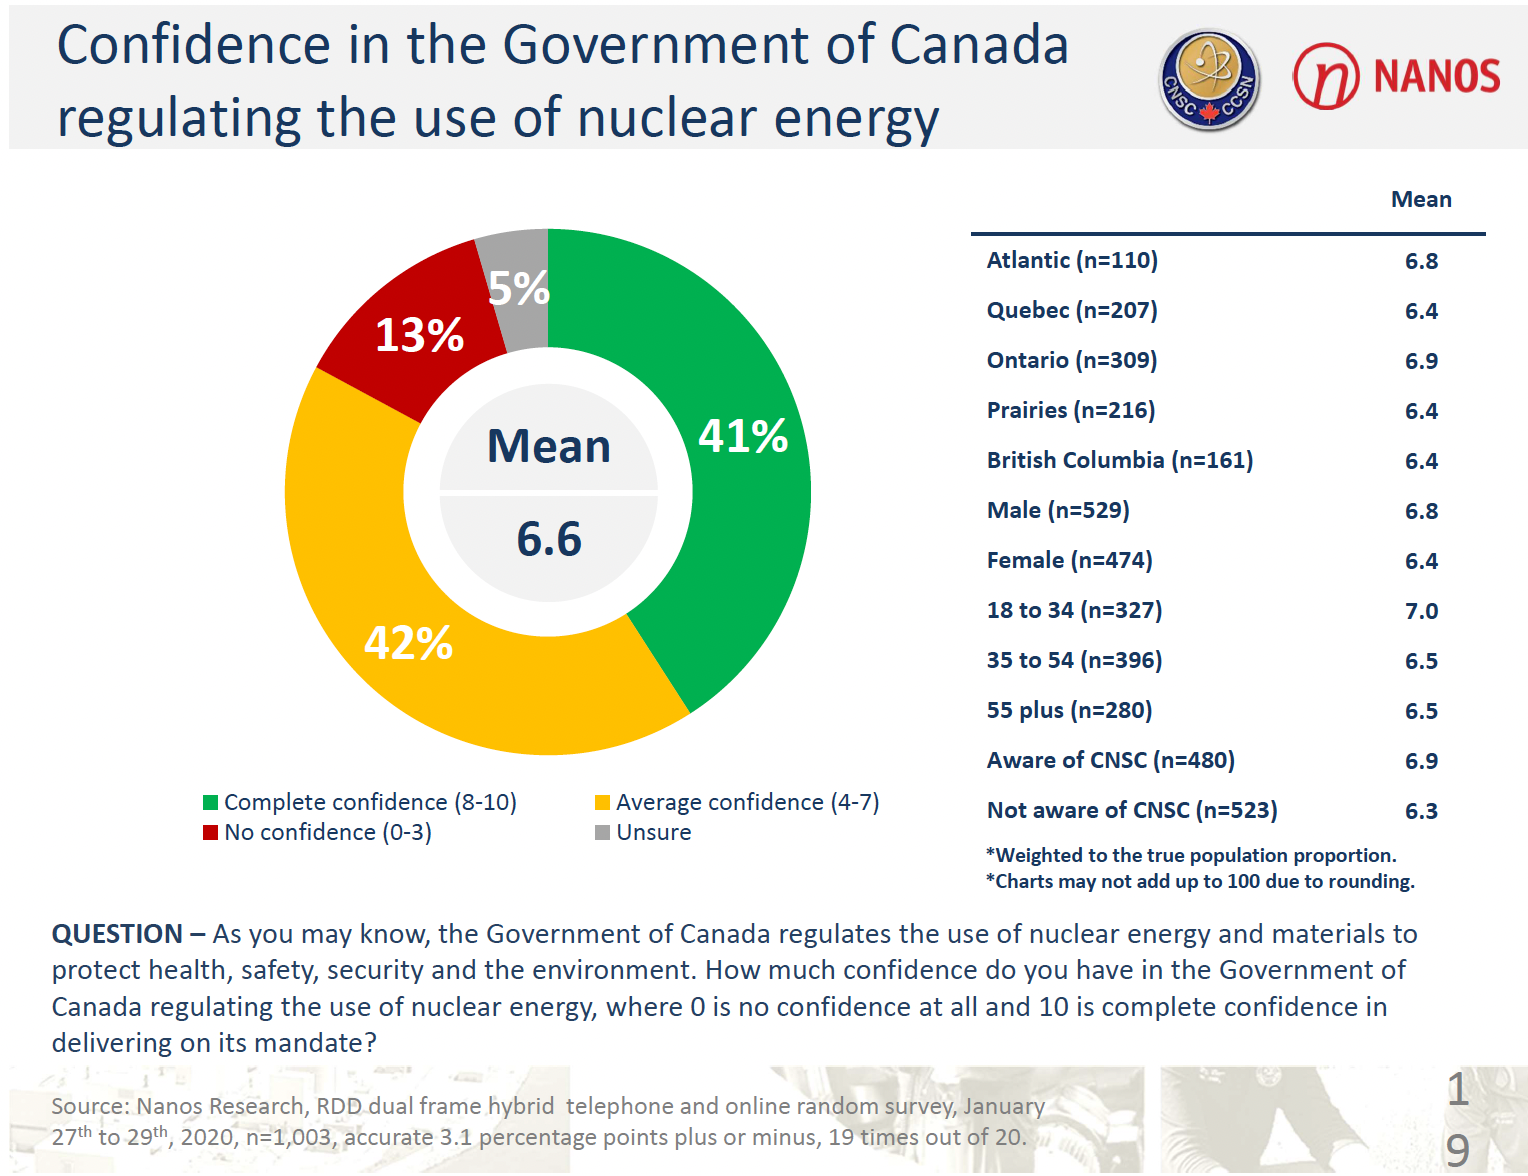 Confidence in the Government of Canada
regulating the use of nuclear energy
CNSC CCSN
n NANOS
Mean
Atlantic (n=110) 6.8
Quebec (n=207) 6.4
Ontario (n=309) 6.9
Prairies (n=216) 6.4
British Columbia (n=161) 6.4
Male (n=529) 6.8
Female (n=474) 6.4
18 to 34 (n=327) 7.0
35 to 54 (n=396) 6.5
55 plus (n=280) 6.5
Aware of CNSC (n=480) 6.9
Not aware of CNSC (n=523) 6.3
*Weighted to the true population proportion.
*Charts may not add up to 100 due to rounding.
5%
13%
41%
Mean
6.6
42%
Complete confidence (8-10) Average confidence (4-7)
No confidence (0-3) Unsure
QUESTION – As you may know, the Government of Canada regulates the use of nuclear energy and materials to
protect health, safety, security and the environment. How much confidence do you have in the Government of
Canada regulating the use of nuclear energy, where 0 is no confidence at all and 10 is complete confidence in
delivering on its mandate?
Source: Nanos Research, RDD dual frame hybrid telephone and online random survey, January
27th to 29th, 2020, n=1,003, accurate 3.1 percentage points plus or minus, 19 times out of 20.
1
9